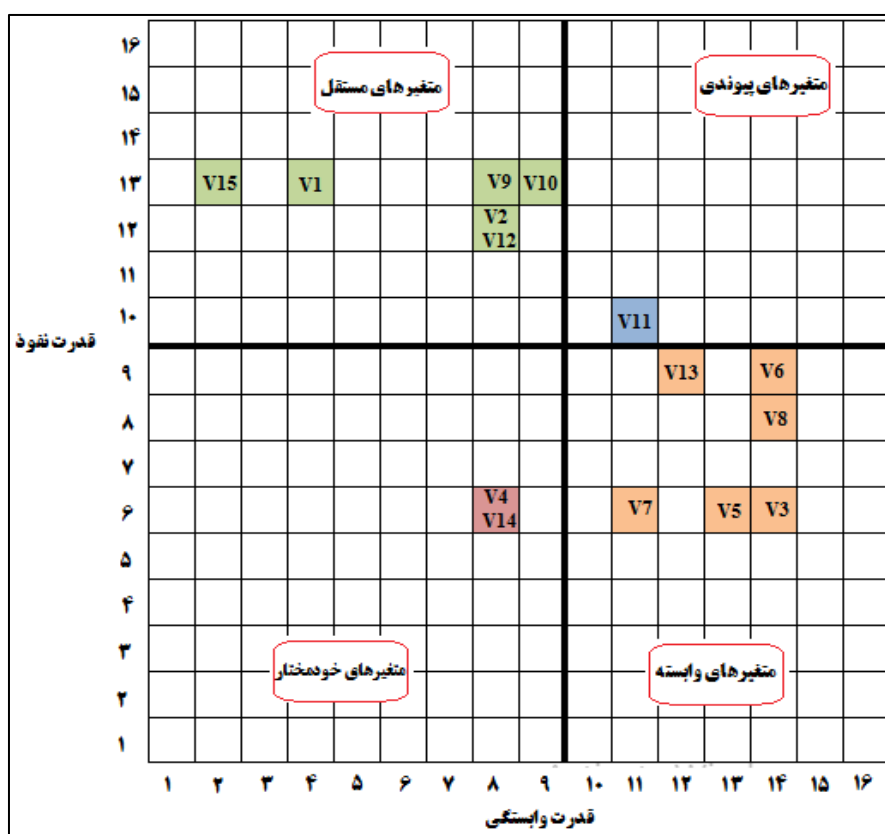 ۱۶
متغیرهای مستقل
متغیرهای پیوندی
۱۵
۱۴
۱۳
V15
V1
V9
V10
۱۲
V2
V12
۱۱
۱۰
V11
قدرت نفوذ
۹
V13
V6
۸
V8
۷
۶
V4
V14
V7
V5
V3
۵
۴
۳
متغیرهای خودمختار
متغیرهای وابسته
۲
۱
۱ ۲ ۳ ۴ ۵ ۶ ۷ ۸ ۹ ۱۰ ۱۱ ۱۲ ۱۳ ۱۴ ۱۵ ۱۶
قدرت وابستگی